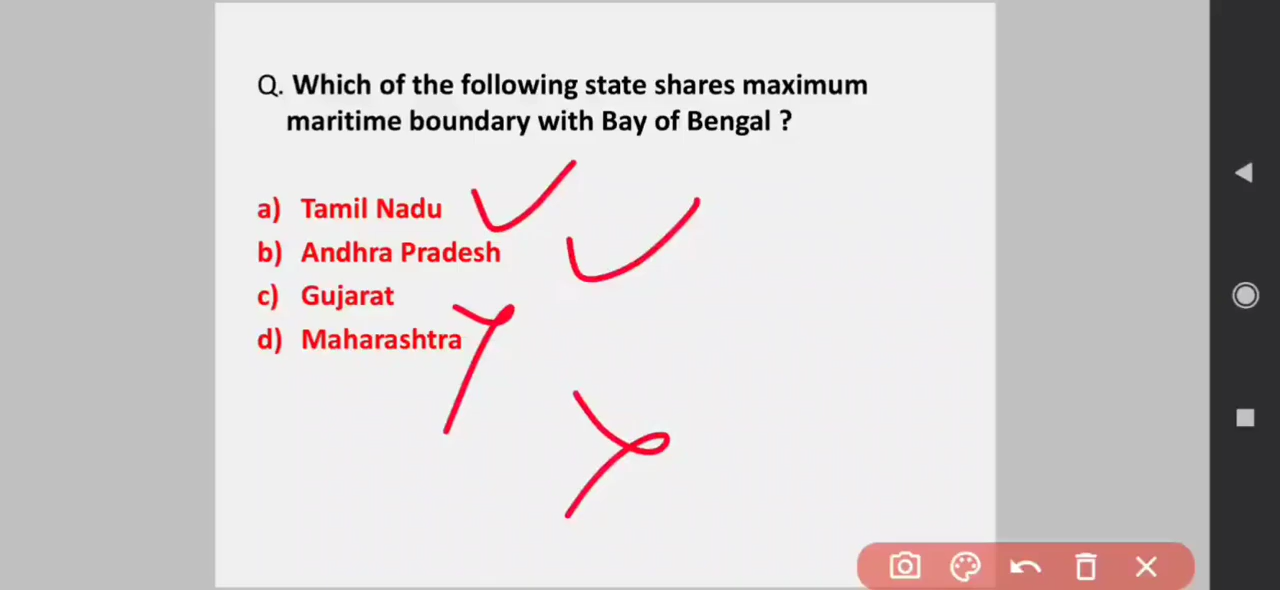 Q. Which of the following state shares maximum
maritime boundary with Bay of Bengal ?
a) Tamil Nadu
b) Andhra Pradesh
c) Gujarat
d) Maharashtra